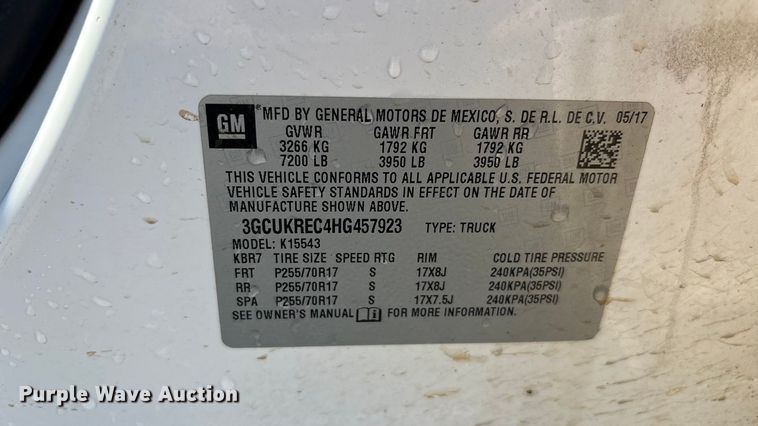 GM ® MFD BY GENERAL MOTORS DE MEXICO, S. DE R.L. DE C.V. 05/17
GVWR GAWR FRT GAWR RR
3266 KG 1792 KG 1792 KG
7200 LB 3950 LB 3950 LB
THIS VEHICLE CONFORMS TO ALL APPLICABLE U.S. FEDERAL MOTOR
VEHICLE SAFETY STANDARDS IN EFFECT ON THE DATE OF
MANUFACTURE SHOWN ABOVE.
3GCUKREC4HG457923 TYPE: TRUCK
MODEL: K15543
KBR7 TIRE SIZE SPEED RTG RIM COLD TIRE PRESSURE
FRT P255/70R17 S 17X8J 240KPA(35PSI)
RR P255/70R17 S 17X8J 240KPA(35PSI)
SPA P255/70R17 S 17X7.5J 240KPA(35PSI)
SEE OWNER'S MANUAL FOR MORE INFORMATION.
Purple Wave Auction